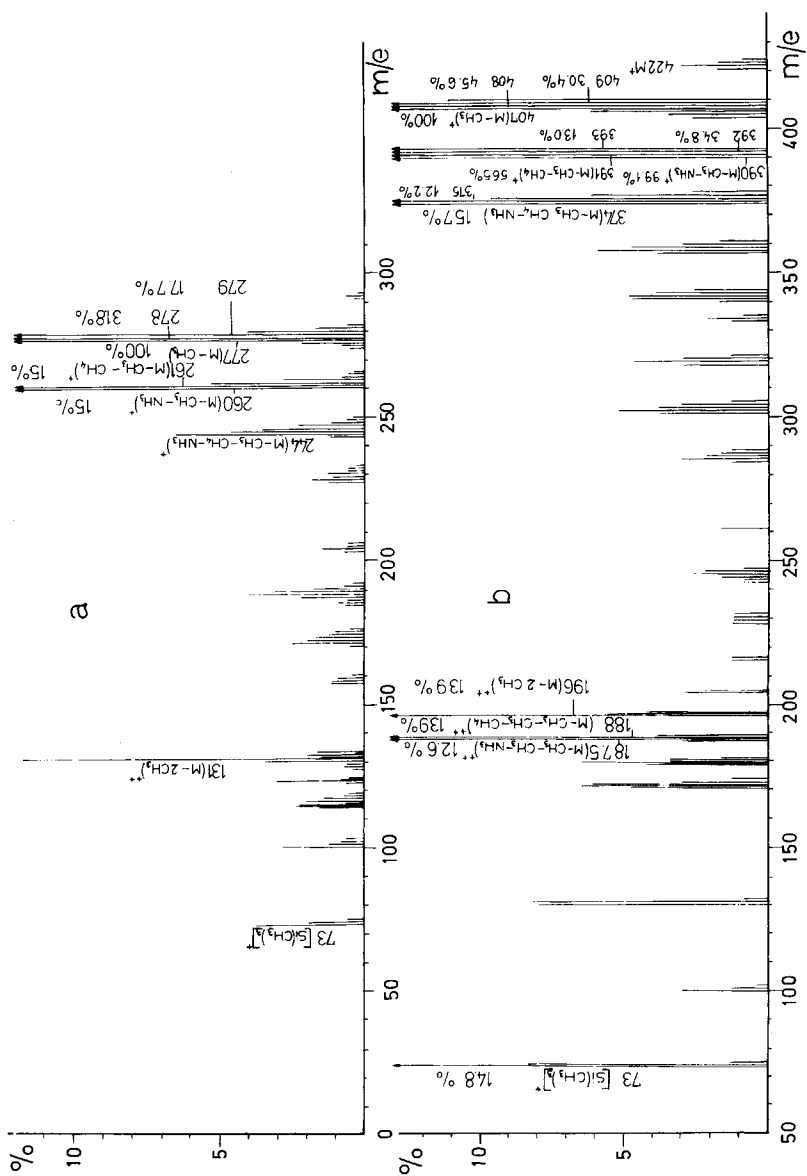 a
%
10
5
0
50
100
150
200
250
300
m/e
73 [Si(CH₃)₃]⁺
131(M-2CH₃)⁺⁺
244(M-CH₃-CH₄-NH₃)⁺
260(M-CH₃-NH₃)⁺ 15%
261(M-CH₃-CH₄)⁺ 15%
277(M-CH₃) 100%
278 31.8%
279 17.7%
b
%
10
5
50
100
150
200
250
300
350
400
m/e
73 [Si(CH₃)₃]⁺ 14.8 %
187.5(M-CH₃-CH₃-NH₃)⁺⁺ 12.6 %
188 (M-CH₃-CH₃-CH₄)⁺⁺ 13.9%
196(M-2CH₃)⁺⁺ 13.9%
374(M-CH₃ CH₄-NH₃) 15.7%
375 12.2%
390(M-CH₃-NH₃)⁺ 99.1%
391(M-CH₃-CH₄)⁺ 56.5%
392 34.8%
393 13.0%
407(M-CH₃)⁺ 100%
408 45.6%
409 30.4%
422M⁺